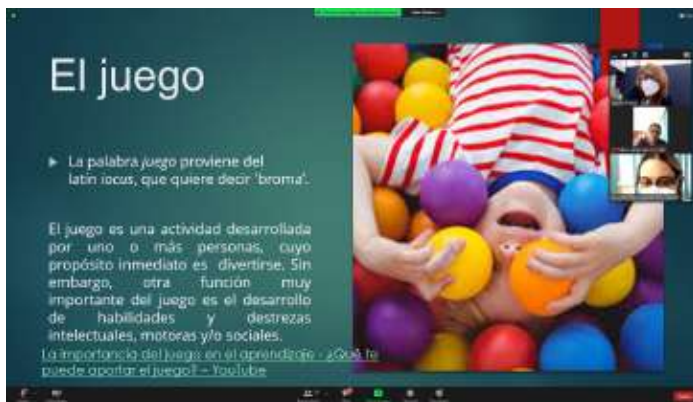 El juego
La palabra juego proviene del
latín iocus, que quiere decir 'broma'.
El juego es una actividad desarrollada
por uno o más personas, cuyo
propósito inmediato es divertirse. Sin
embargo, otra función muy
importante del juego es el desarrollo
de habilidades y destrezas
intelectuales, motoras y/o sociales.
La importancia del juego en el aprendizaje - ¿Qué te
puede aportar el juego? – YouTube